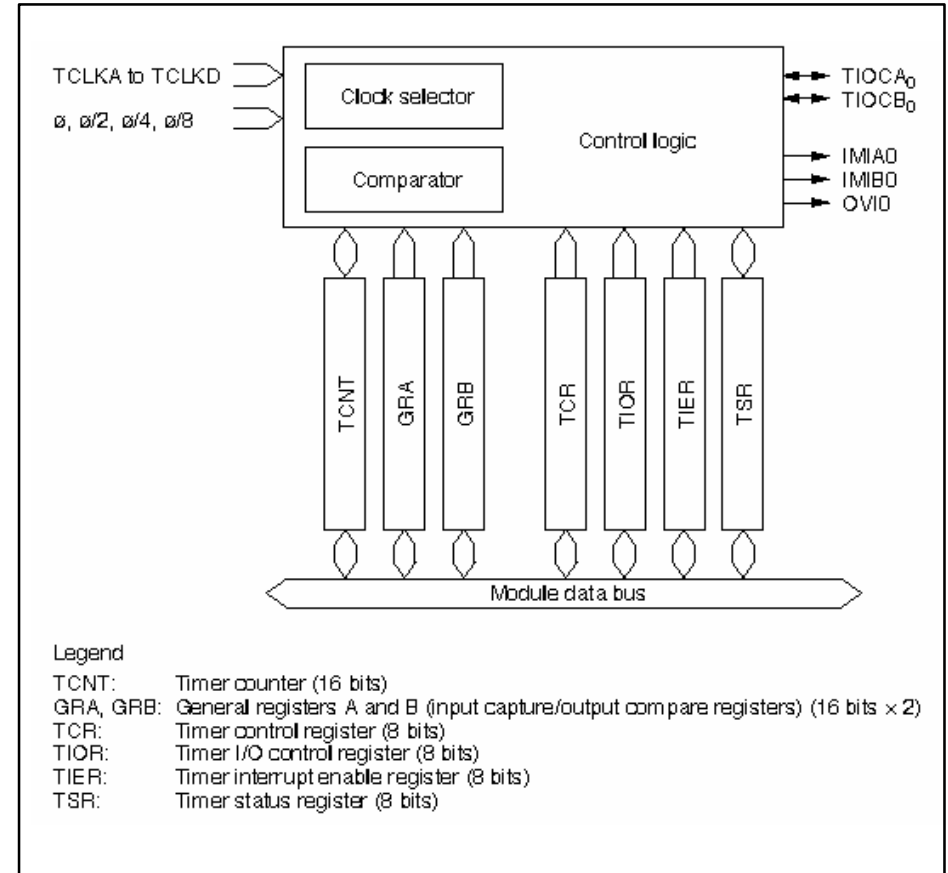 TCLKA to TCLKD
ø, ø/2, ø/4, ø/8
Clock selector
Comparator
Control logic
TIOCA0
TIOCB0
IMIA0
IMIB0
OVI0
TCNT
GRA
GRB
TCR
TIOR
TIER
TSR
Module data bus
Legend
TCNT: Timer counter (16 bits)
GRA, GRB: General registers A and B (input capture/output compare registers) (16 bits × 2)
TCR: Timer control register (8 bits)
TIOR: Timer I/O control register (8 bits)
TIER: Timer interrupt enable register (8 bits)
TSR: Timer status register (8 bits)